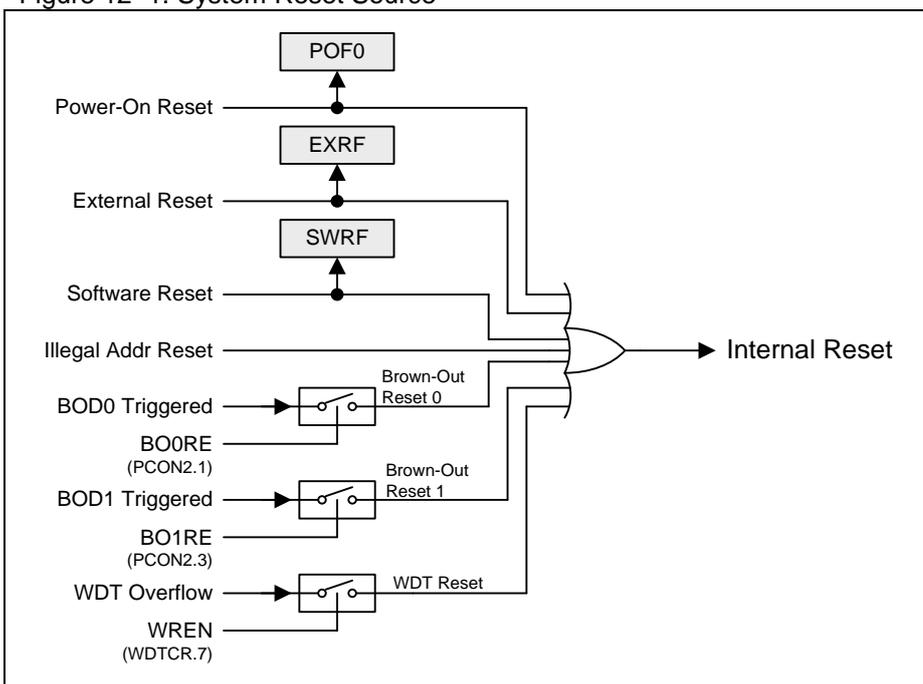 Figure 12–1. System Reset Source
POF0
Power-On Reset
EXRF
External Reset
SWRF
Software Reset
Illegal Addr Reset
Internal Reset
Brown-Out
Reset 0
BOD0 Triggered
BO0RE
(PCON2.1)
Brown-Out
Reset 1
BOD1 Triggered
BO1RE
(PCON2.3)
WDT Overflow
WDT Reset
WREN
(WDTCR.7)